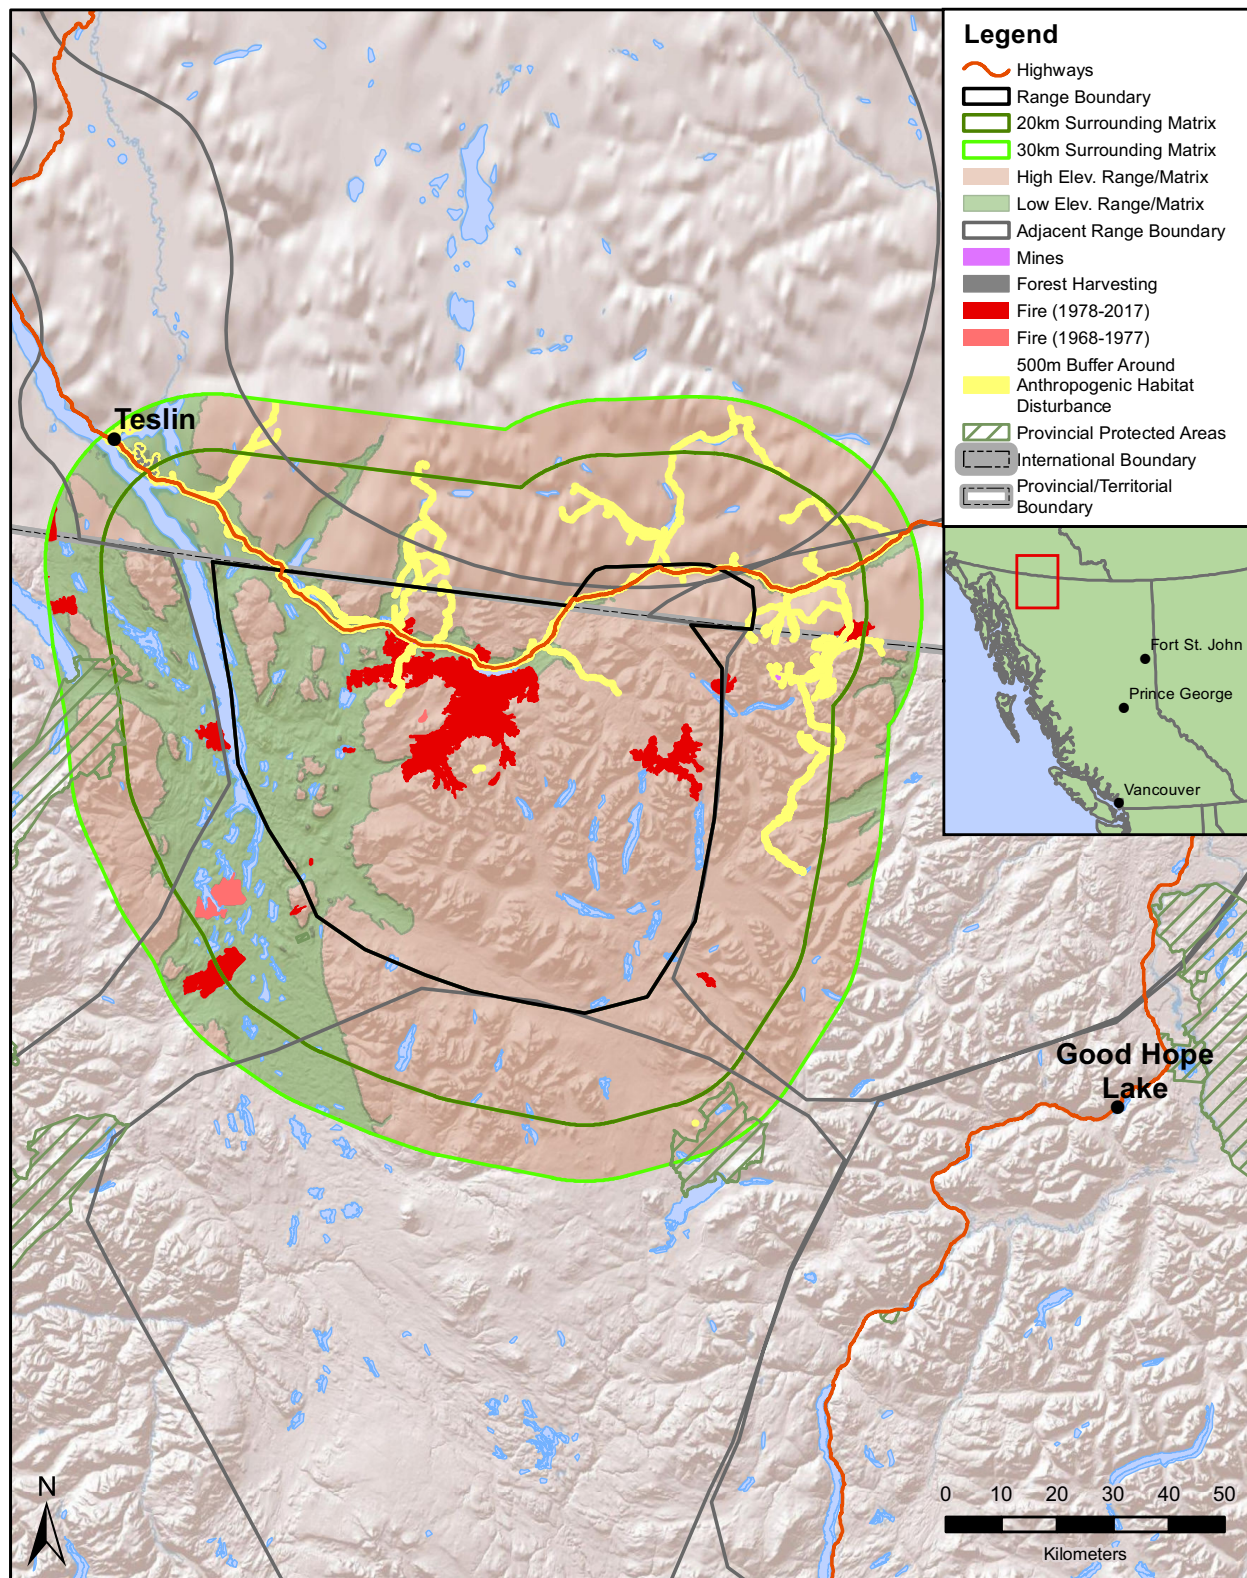 Legend
Highways
Range Boundary
20km Surrounding Matrix
30km Surrounding Matrix
High Elev. Range/Matrix
Low Elev. Range/Matrix
Adjacent Range Boundary
Mines
Forest Harvesting
Fire (1978-2017)
Fire (1968-1977)
500m Buffer Around
Anthropogenic Habitat
Disturbance
Provincial Protected Areas
International Boundary
Provincial/Territorial
Boundary
Teslin
Fort St. John
Prince George
Vancouver
Good Hope
Lake
N
0 10 20 30 40 50
Kilometers